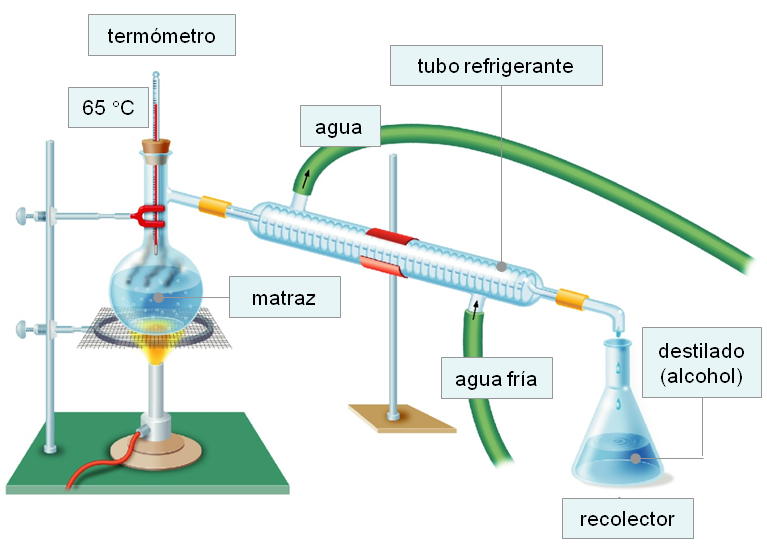 termómetro
tubo refrigerante
65 °C
agua
matraz
destilado
(alcohol)
agua fría
recolector